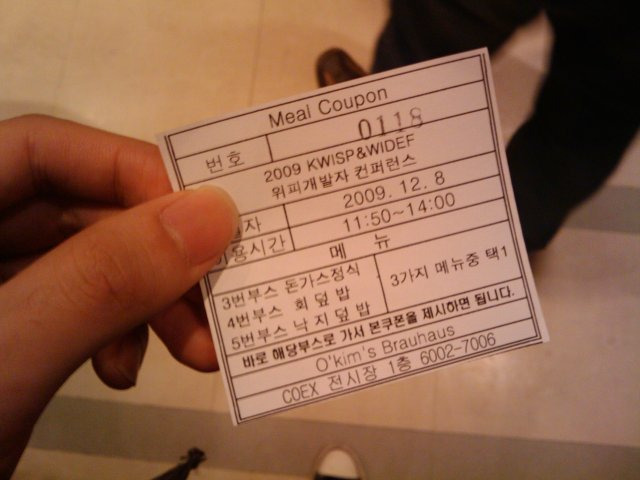 Meal Coupon
번호 0118
2009 KWISP&WIDEF
위피개발자 컨퍼런스
자 2009. 12. 8
용시간 11:50~14:00
메 뉴
3번부스 돈가스정식
4번부스 회 덮 밥
5번부스 낙 지 덮 밥
3가지 메뉴중 택1
바로 해당부스로 가서 본쿠폰을 제시하면 됩니다.
O'kim's Brauhaus
COEX 전시장 1층 6002-7006